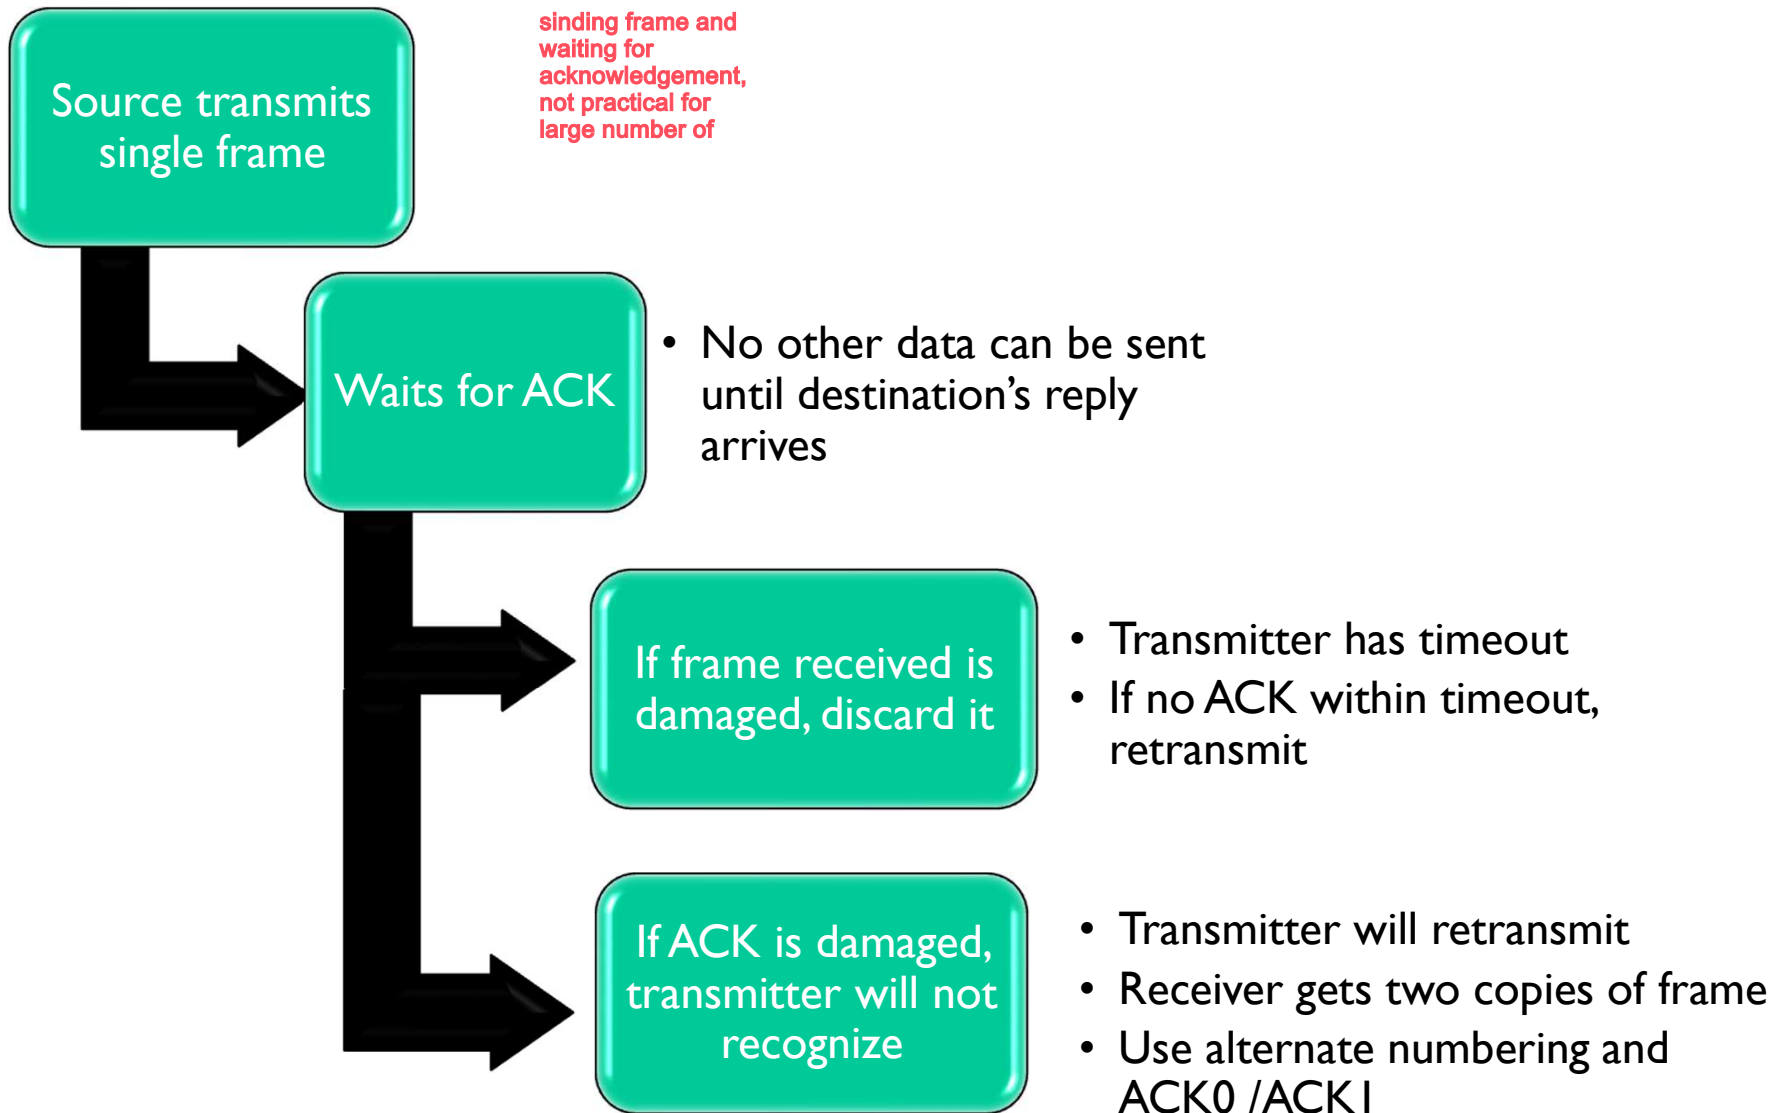 sinding frame and
waiting for
acknowledgement,
not practical for
large number of
Source transmits
single frame
Waits for ACK
• No other data can be sent
until destination’s reply
arrives
If frame received is
damaged, discard it
• Transmitter has timeout
• If no ACK within timeout,
retransmit
If ACK is damaged,
transmitter will not
recognize
• Transmitter will retransmit
• Receiver gets two copies of frame
• Use alternate numbering and
ACK0 /ACK1